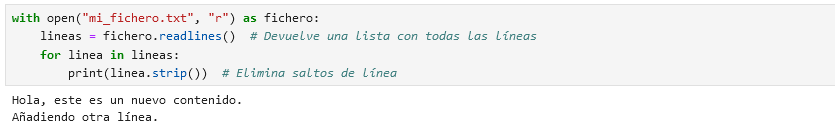 with open("mi_fichero.txt", "r") as fichero:
    lineas = fichero.readlines()  # Devuelve una lista con todas las líneas
    for linea in lineas:
        print(linea.strip())  # Elimina saltos de línea
Hola, este es un nuevo contenido.
Añadiendo otra línea.